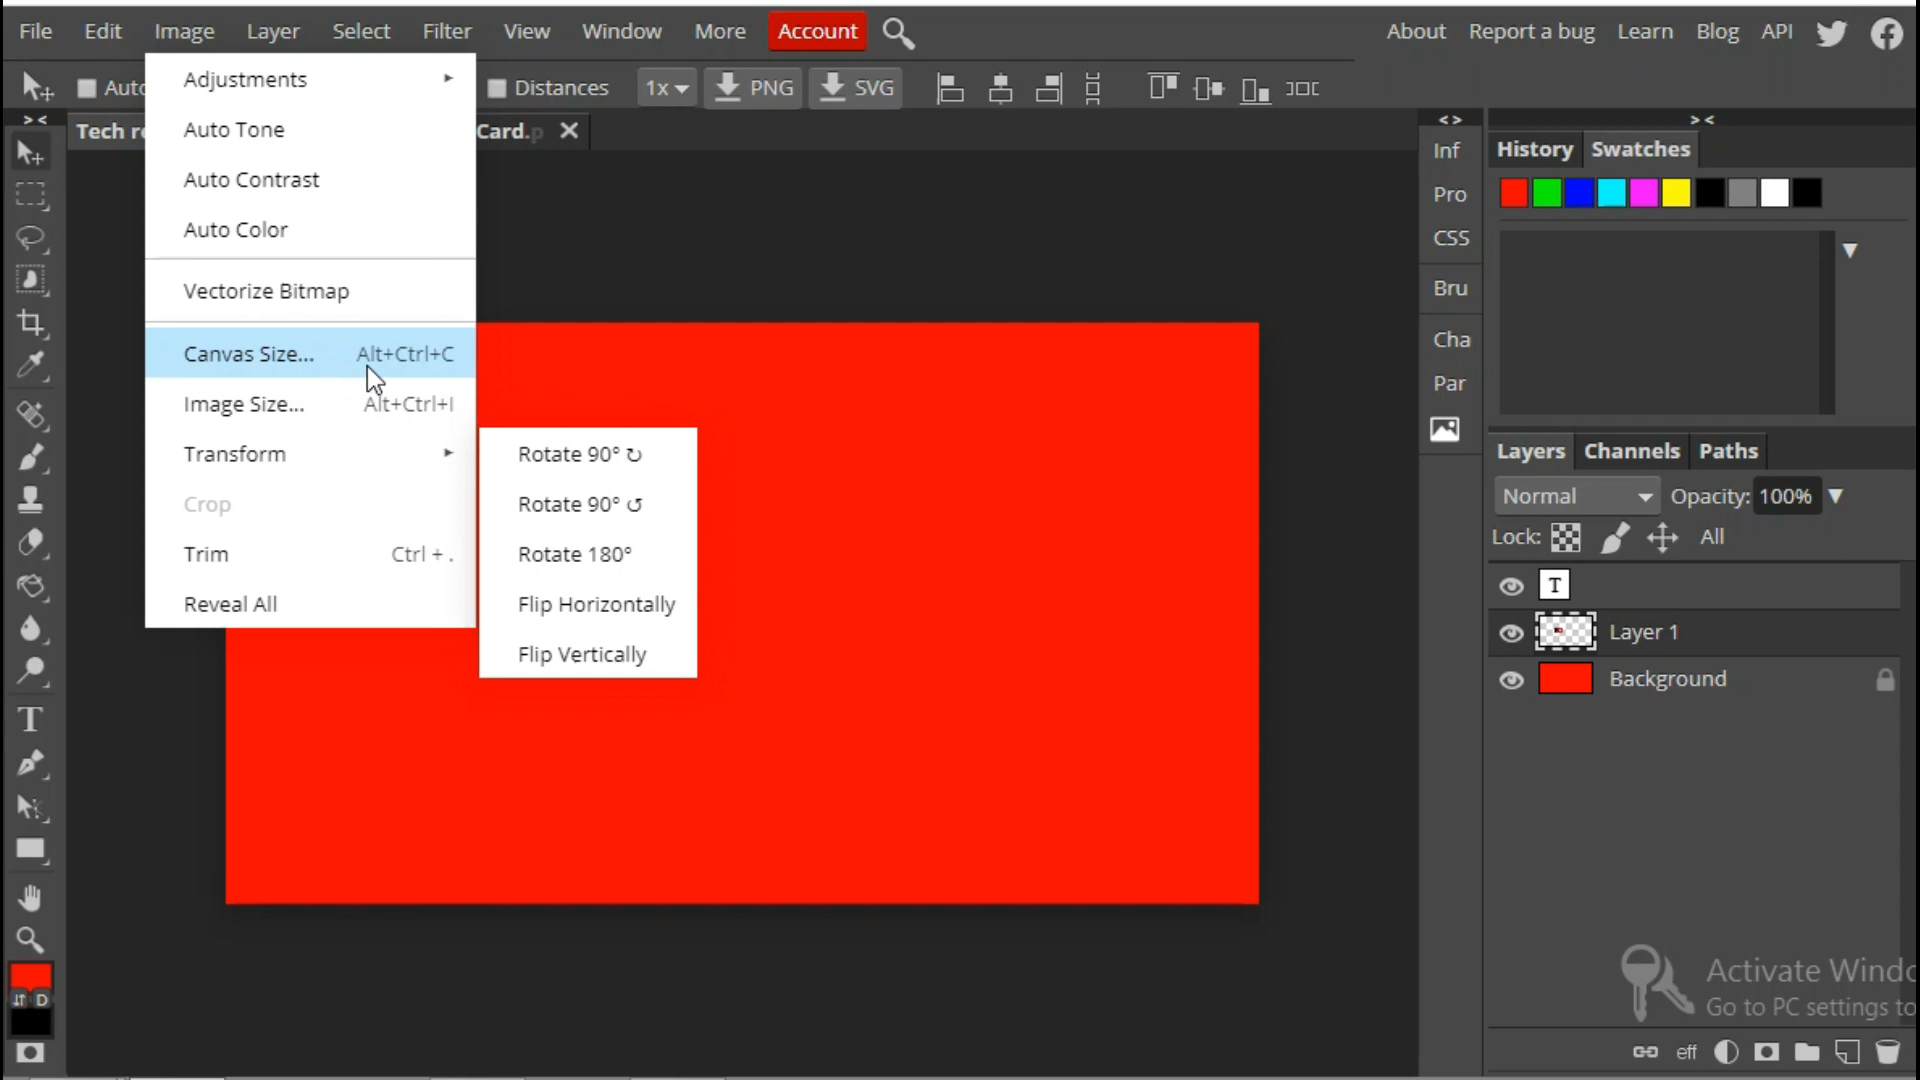 File Edit Image Layer Select Filter View Window More Account About Report a bug Learn Blog API
Auto Distances 1x PNG SVG
Tech re Card.p
Adjustments
Auto Tone
Auto Contrast
Auto Color
Vectorize Bitmap
Canvas Size... Alt+Ctrl+C
Image Size... Alt+Ctrl+I
Transform
Crop
Trim Ctrl + .
Reveal All
Rotate 90° ↻
Rotate 90° ↺
Rotate 180°
Flip Horizontally
Flip Vertically
Inf
Pro
CSS
Bru
Cha
Par
History Swatches
Layers Channels Paths
Normal Opacity: 100%
Lock: All
T
Layer 1
Background
T
D
Activate Windo
Go to PC settings to
eff